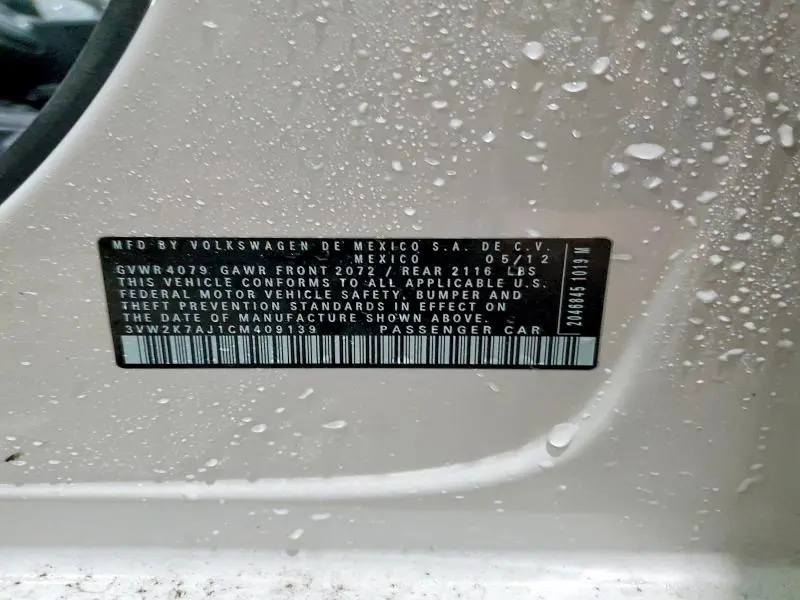 MFD BY VOLKSWAGEN DE MEXICO S.A. DE C.V.
MEXICO 05/12
GVWR 4079 GAWR FRONT 2072 / REAR 2116 LBS
THIS VEHICLE CONFORMS TO ALL APPLICABLE U.S.
FEDERAL MOTOR VEHICLE SAFETY, BUMPER AND
THEFT PREVENTION STANDARDS IN EFFECT ON
THE DATE OF MANUFACTURE SHOWN ABOVE.
3VW2K7AJ1CM409139 PASSENGER CAR
2046845 1019 M